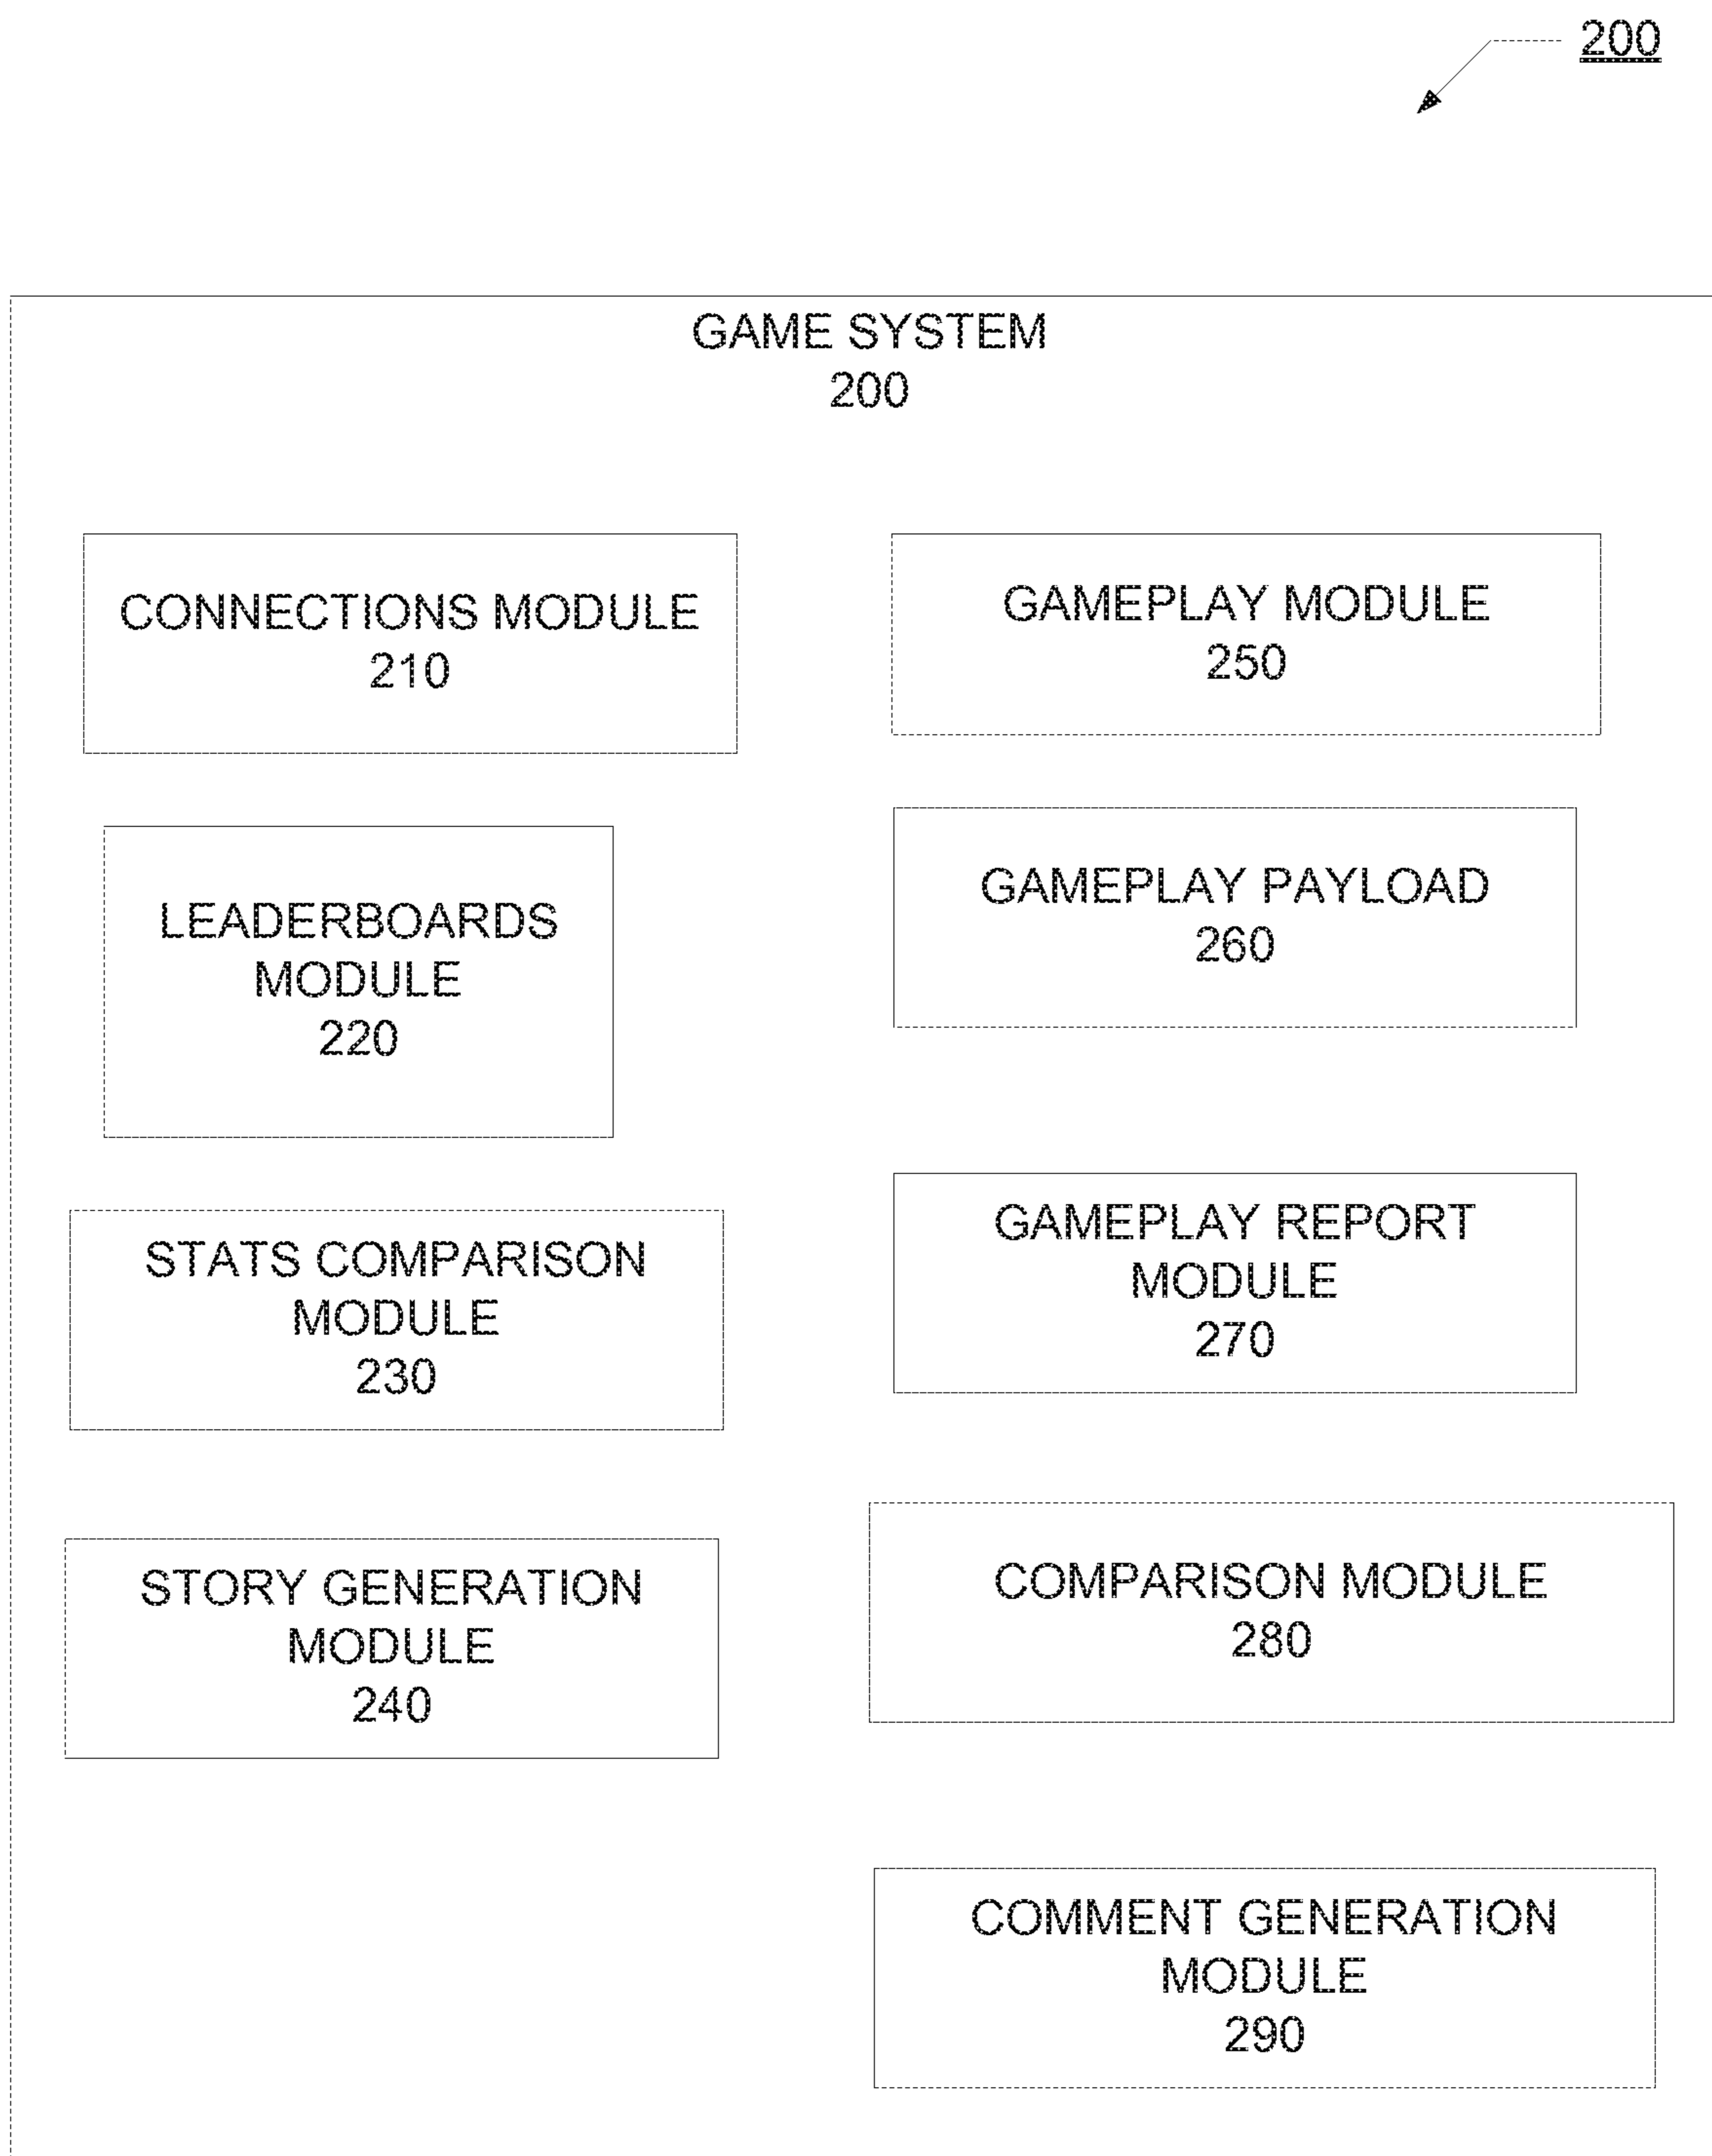 200
GAME SYSTEM
200
CONNECTIONS MODULE
210
LEADERBOARDS
MODULE
220
STATS COMPARISON
MODULE
230
STORY GENERATION
MODULE
240
GAMEPLAY MODULE
250
GAMEPLAY PAYLOAD
260
GAMEPLAY REPORT
MODULE
270
COMPARISON MODULE
280
COMMENT GENERATION
MODULE
290